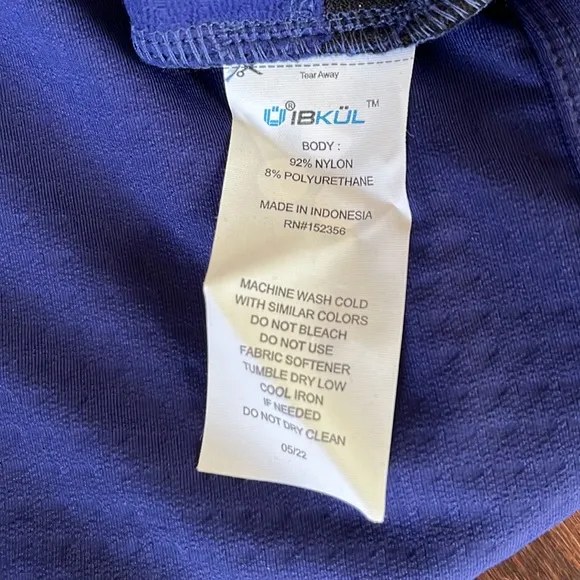 Tear Away
Ü® IBKÜL™
BODY :
92% NYLON
8% POLYURETHANE
MADE IN INDONESIA
RN#152356
MACHINE WASH COLD
WITH SIMILAR COLORS
DO NOT BLEACH
DO NOT USE
FABRIC SOFTENER
TUMBLE DRY LOW
COOL IRON
IF NEEDED
DO NOT DRY CLEAN
05/22